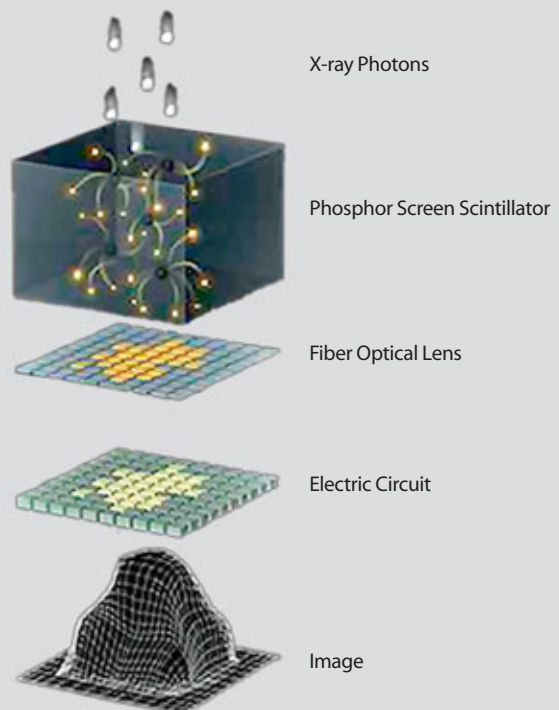 X-ray Photons
Phosphor Screen Scintillator
Fiber Optical Lens
Electric Circuit
Image